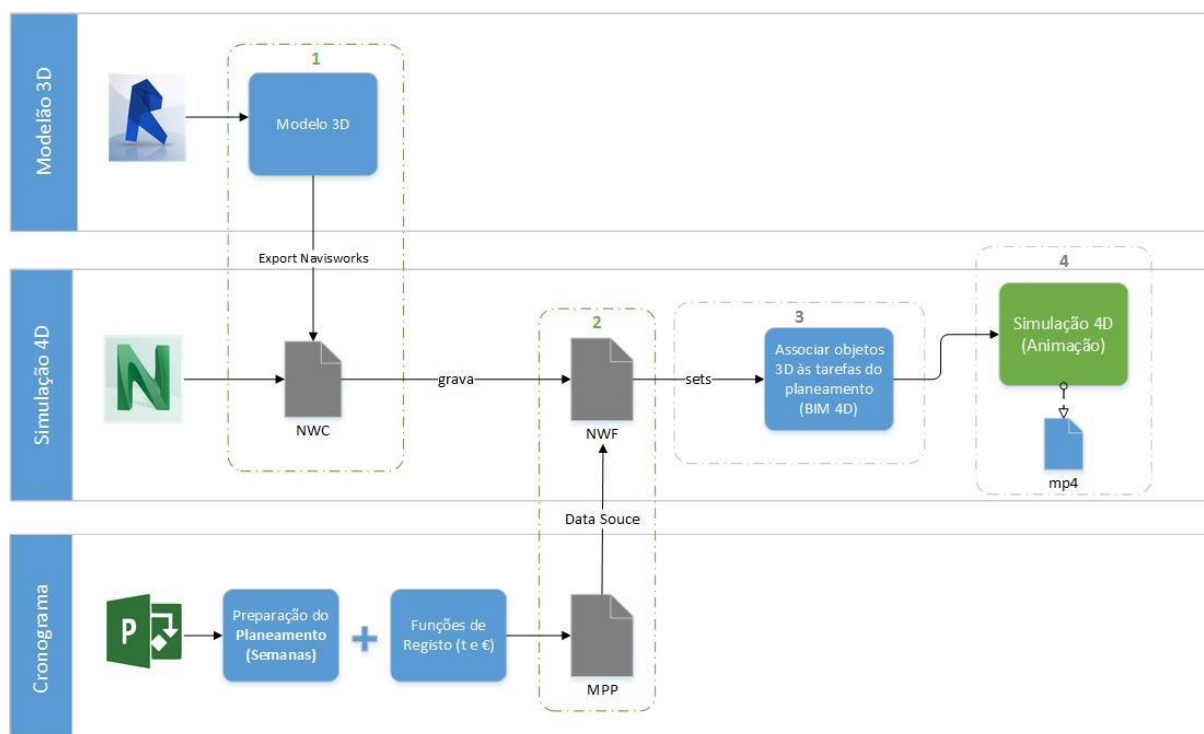 Modelão 3D
1
Modelo 3D
Export Navisworks
Simulação 4D
NWC
grava
2
NWF
sets
3
Associar objetos
3D às tarefas do
planeamento
(BIM 4D)
4
Simulação 4D
(Animação)
mp4
Data Souce
Cronograma
P
Preparação do
Planeamento
(Semanas)
+
Funções de
Registo (t e €)
MPP